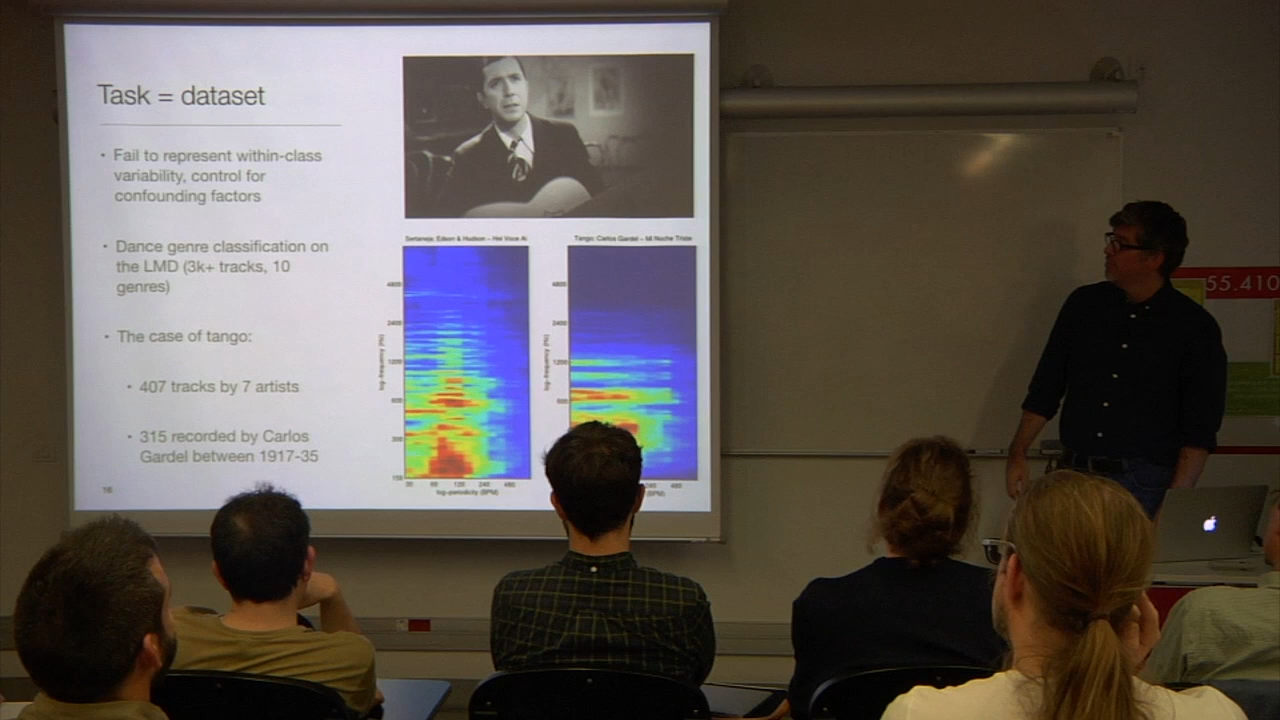 Task = dataset
• Fail to represent within-class
variability, control for
confounding factors
• Dance genre classification on
the LMD (3k+ tracks, 10
genres)
• The case of tango:
• 407 tracks by 7 artists
• 315 recorded by Carlos
Gardel between 1917-35
16
Sertaneja: Edson & Hudson – Hei Voce Ai
log-frequency (Hz)
4800
2400
1200
600
300
150
30 60 120 240 480
log-periodicity (BPM)
Tango: Carlos Gardel – Mi Noche Triste
log-frequency (Hz)
4800
2400
1200
600
240 480
(BPM)
55.410